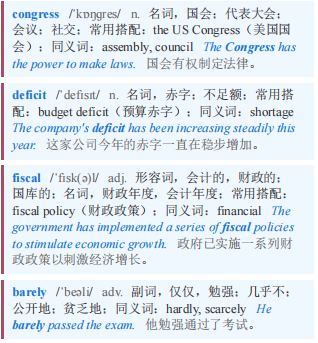 congress /ˈkɒŋɡres/ n. 名词，国会；代表大会；
会议；社交；常用搭配：the US Congress（美国国
会）；同义词：assembly, council The Congress has
the power to make laws. 国会有权制定法律。
deficit /ˈdefɪsɪt/ n. 名词，赤字；不足额；常用搭
配：budget deficit（预算赤字）；同义词：shortage
The company's deficit has been increasing steadily this
year. 这家公司今年的赤字一直在稳步增加。
fiscal /ˈfɪsk(ə)l/ adj. 形容词，会计的，财政的；
国库的；名词，财政年度，会计年度；常用搭配：
fiscal policy（财政政策）；同义词：financial The
government has implemented a series of fiscal policies
to stimulate economic growth. 政府已实施一系列财
政政策以刺激经济增长。
barely /ˈbeəli/ adv. 副词，仅仅，勉强；几乎不；
公开地；贫乏地；同义词：hardly, scarcely He
barely passed the exam. 他勉强通过了考试。